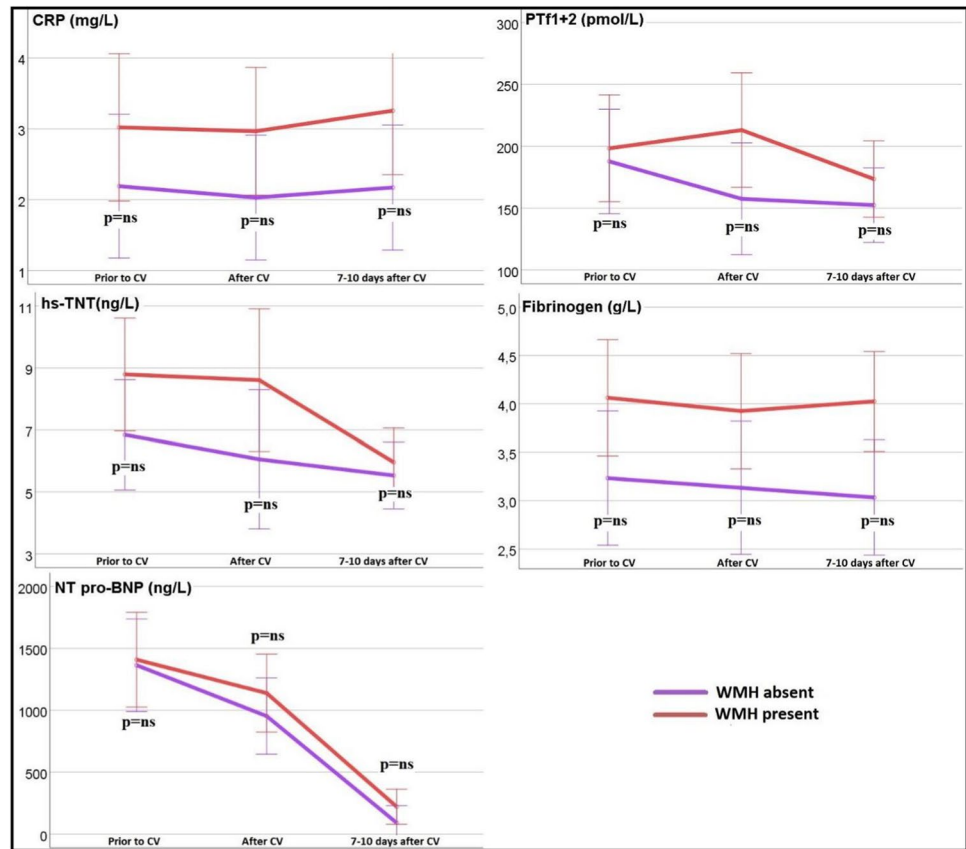 CRP (mg/L)
4
3
2
1
p=ns
p=ns
p=ns
Prior to CV
After CV
7-10 days after CV
PTf1+2 (pmol/L)
300
250
200
150
100
p=ns
p=ns
p=ns
Prior to CV
After CV
7-10 days after CV
hs-TNT(ng/L)
11
9
7
5
3
p=ns
p=ns
p=ns
Prior to CV
After CV
7-10 days after CV
Fibrinogen (g/L)
5,0
4,5
4,0
3,5
3,0
2,5
p=ns
p=ns
p=ns
Prior to CV
After CV
7-10 days after CV
NT pro-BNP (ng/L)
2000
1500
1000
500
0
p=ns
p=ns
p=ns
Prior to CV
After CV
7-10 days after CV
WMH absent
WMH present